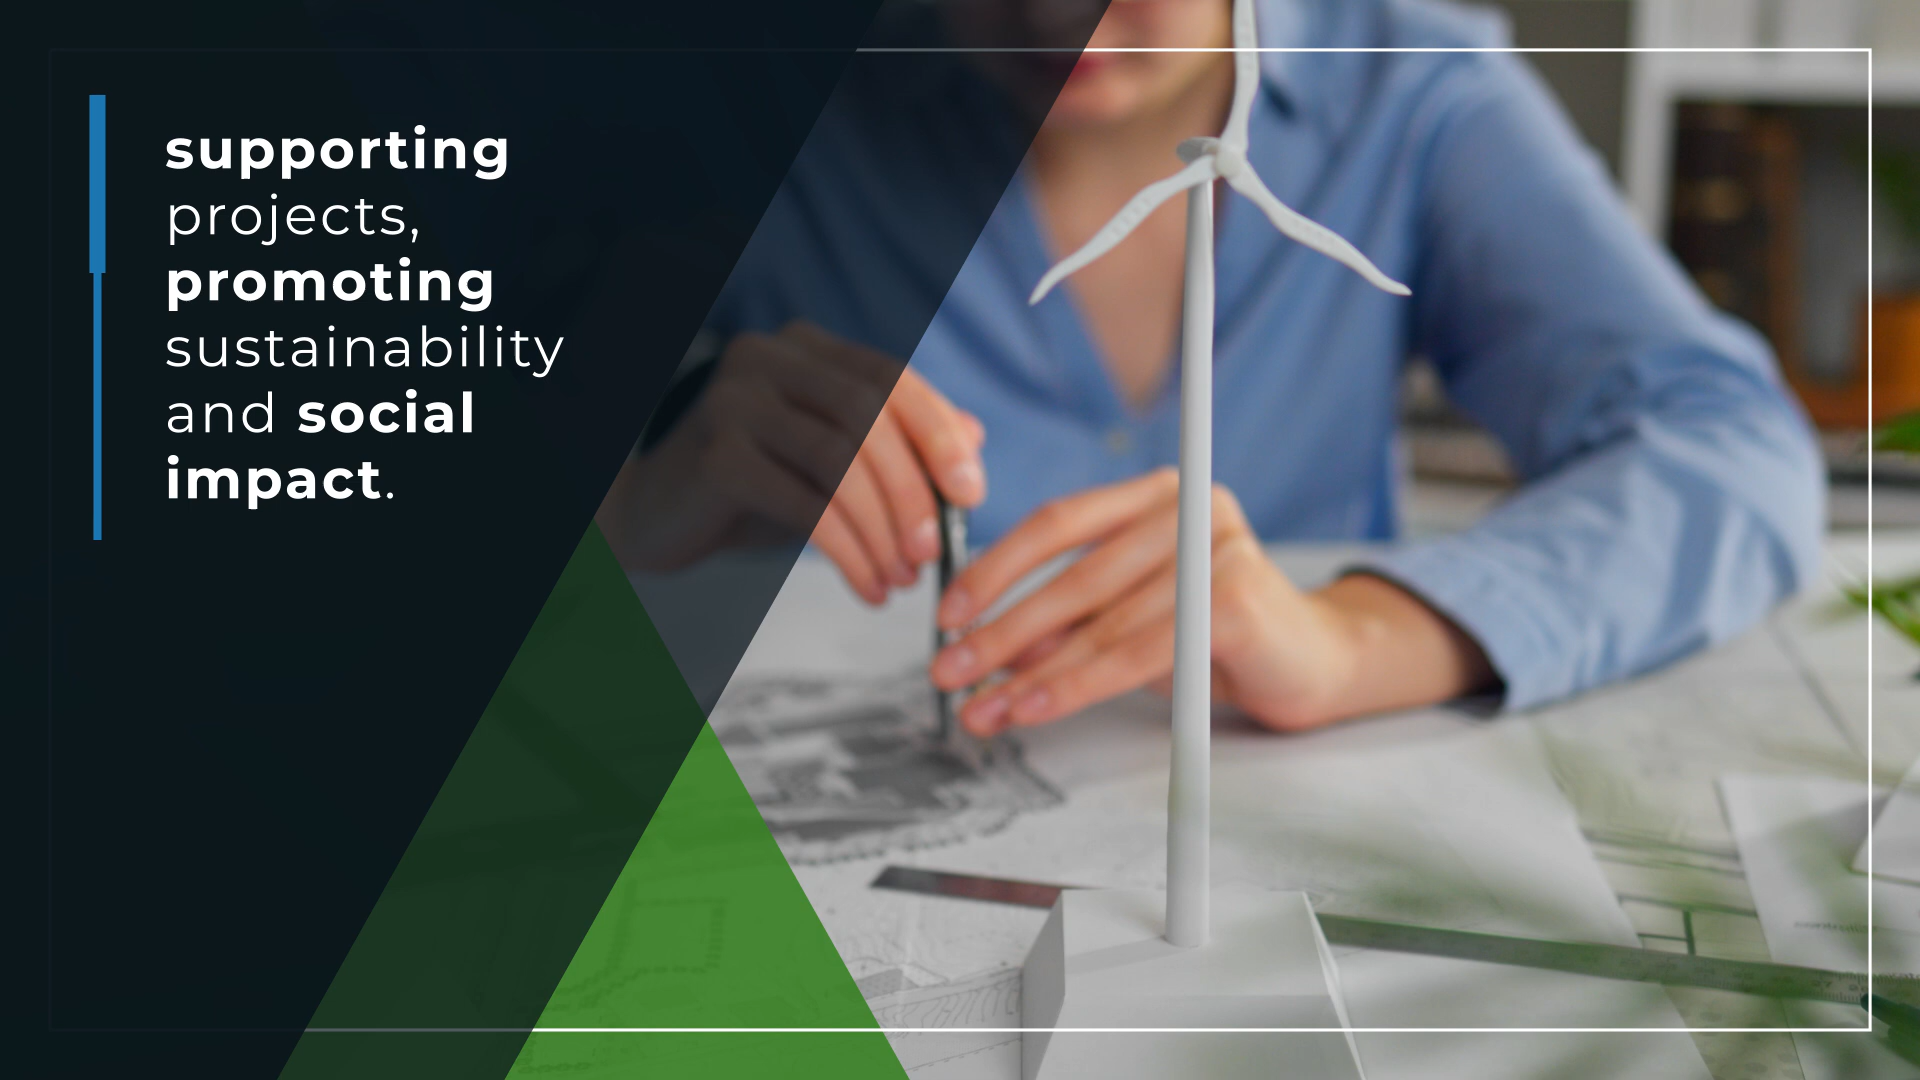 supporting
projects,
promoting
sustainability
and social
impact.